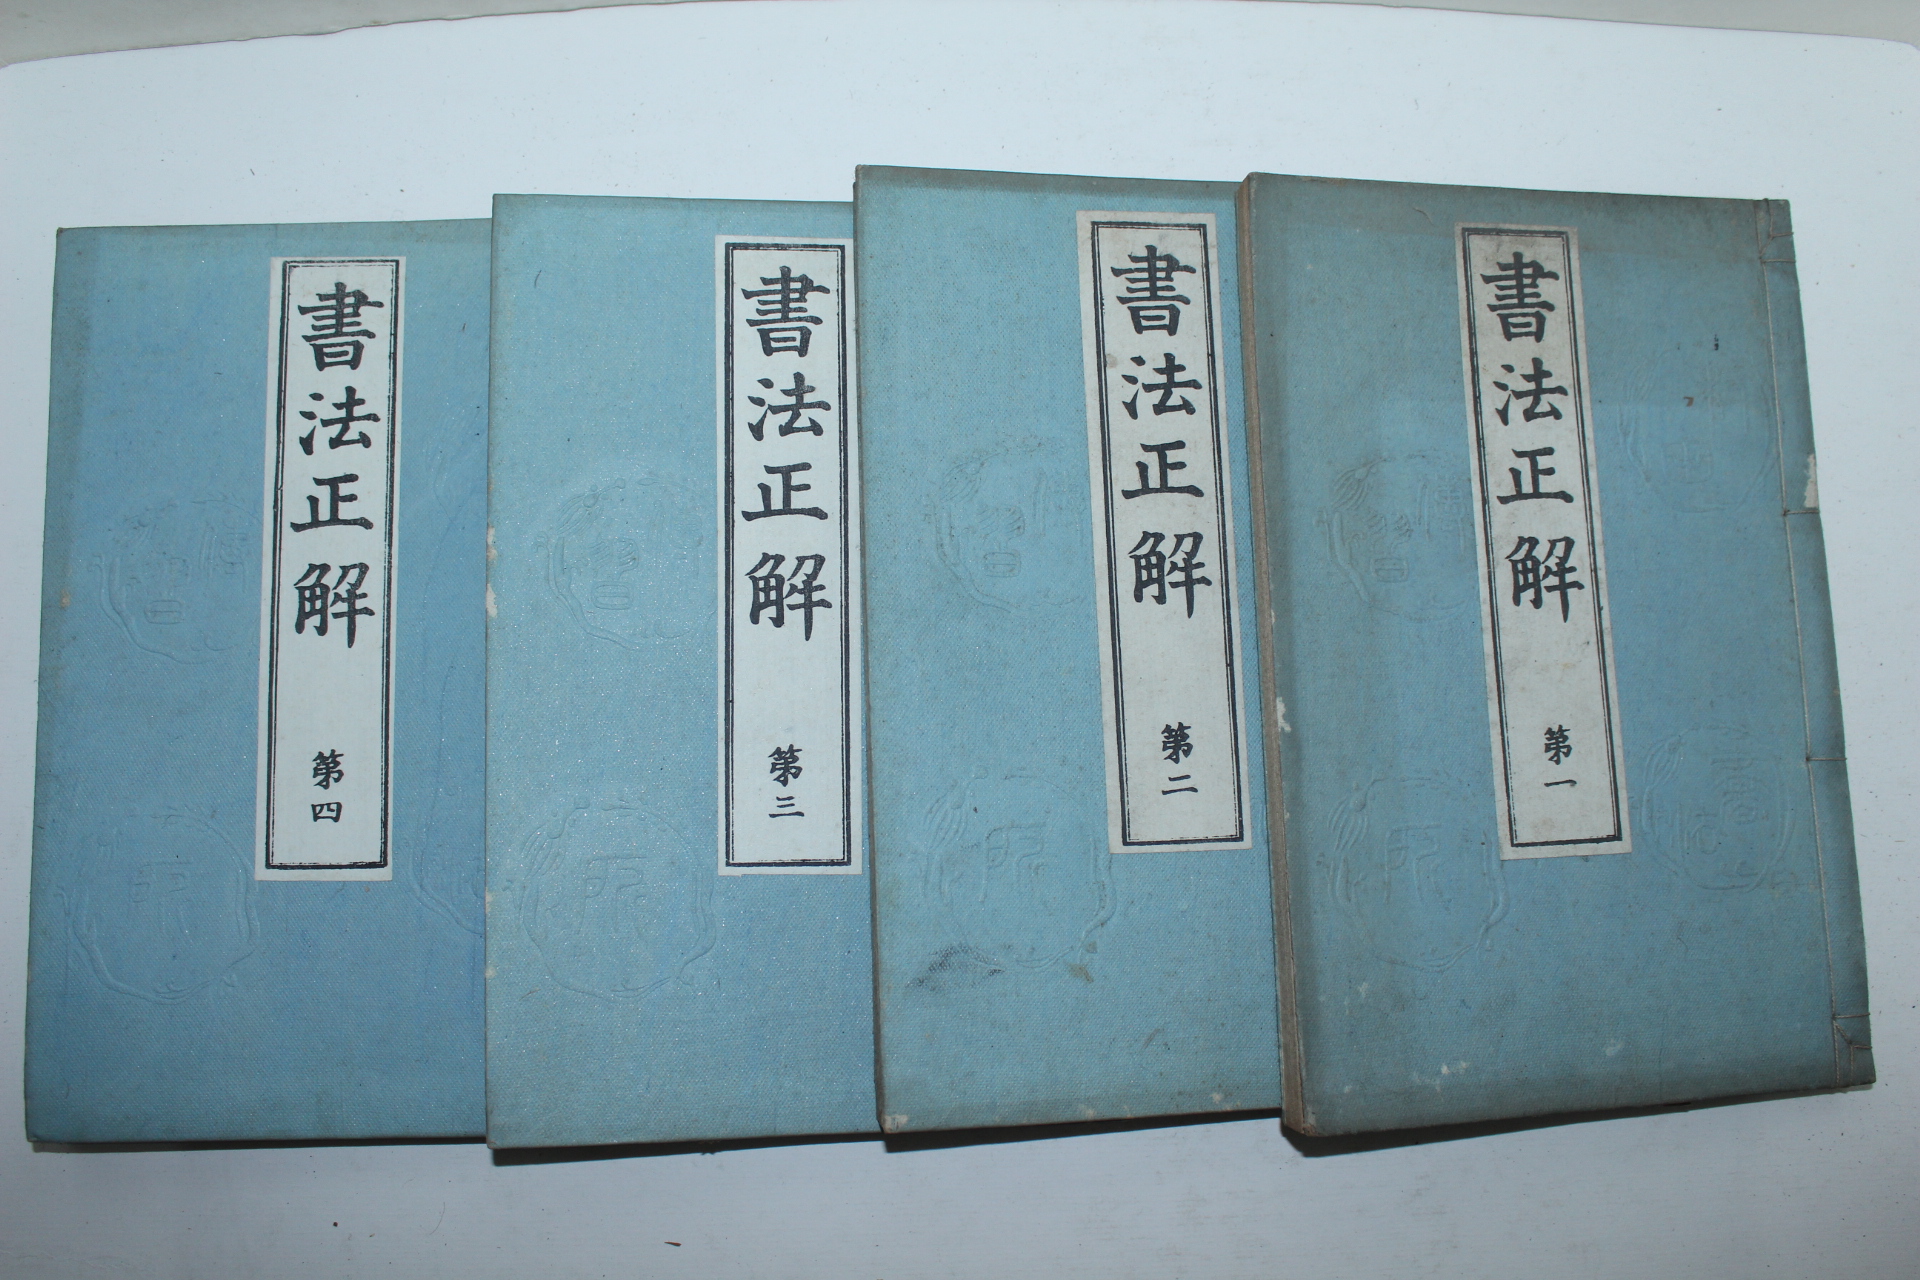 書法正解
第一
書法正解
第二
書法正解
第三
書法正解
第四